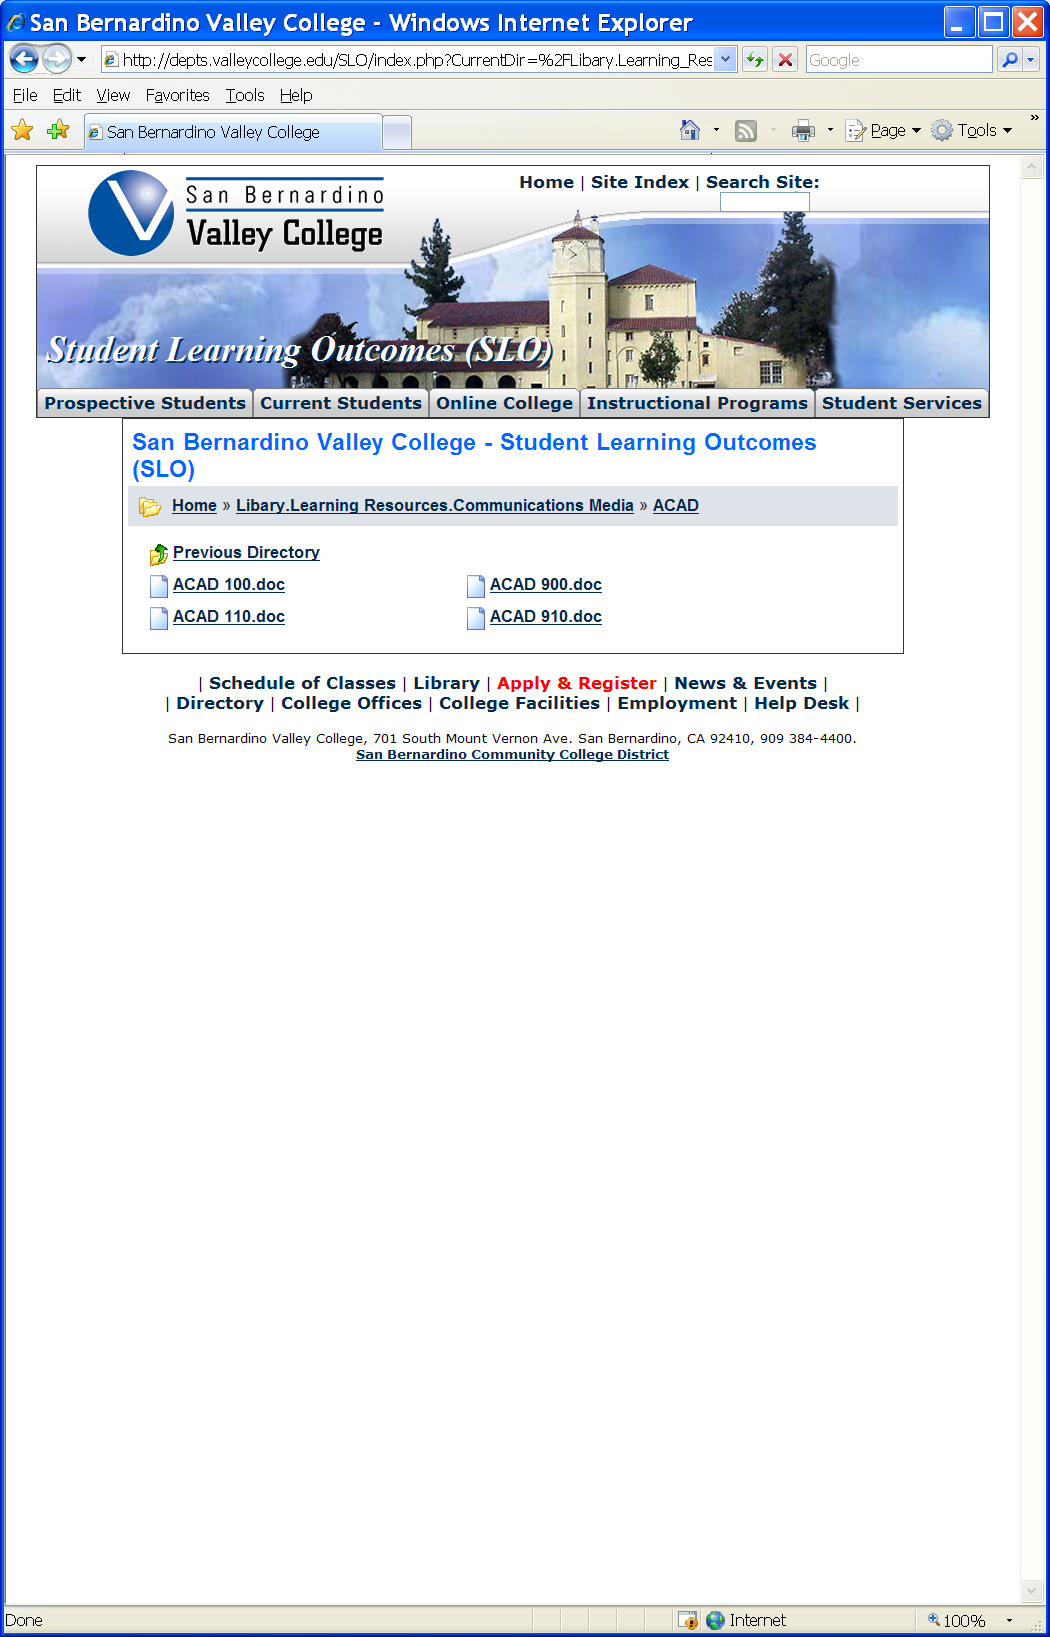 San Bernardino Valley College - Windows Internet Explorer
http://depts.valleycollege.edu/SLO/index.php?CurrentDir=%2FLibary.Learning_Res
Google
File Edit View Favorites Tools Help
San Bernardino Valley College
Page Tools »
San Bernardino
Valley College
Home | Site Index | Search Site:
Student Learning Outcomes (SLO)
Prospective Students Current Students Online College Instructional Programs Student Services
San Bernardino Valley College - Student Learning Outcomes
(SLO)
Home » Libary.Learning Resources.Communications Media » ACAD
Previous Directory
ACAD 100.doc ACAD 900.doc
ACAD 110.doc ACAD 910.doc
| Schedule of Classes | Library | Apply & Register | News & Events |
| Directory | College Offices | College Facilities | Employment | Help Desk |
San Bernardino Valley College, 701 South Mount Vernon Ave. San Bernardino, CA 92410, 909 384-4400.
San Bernardino Community College District
Done Internet 100%